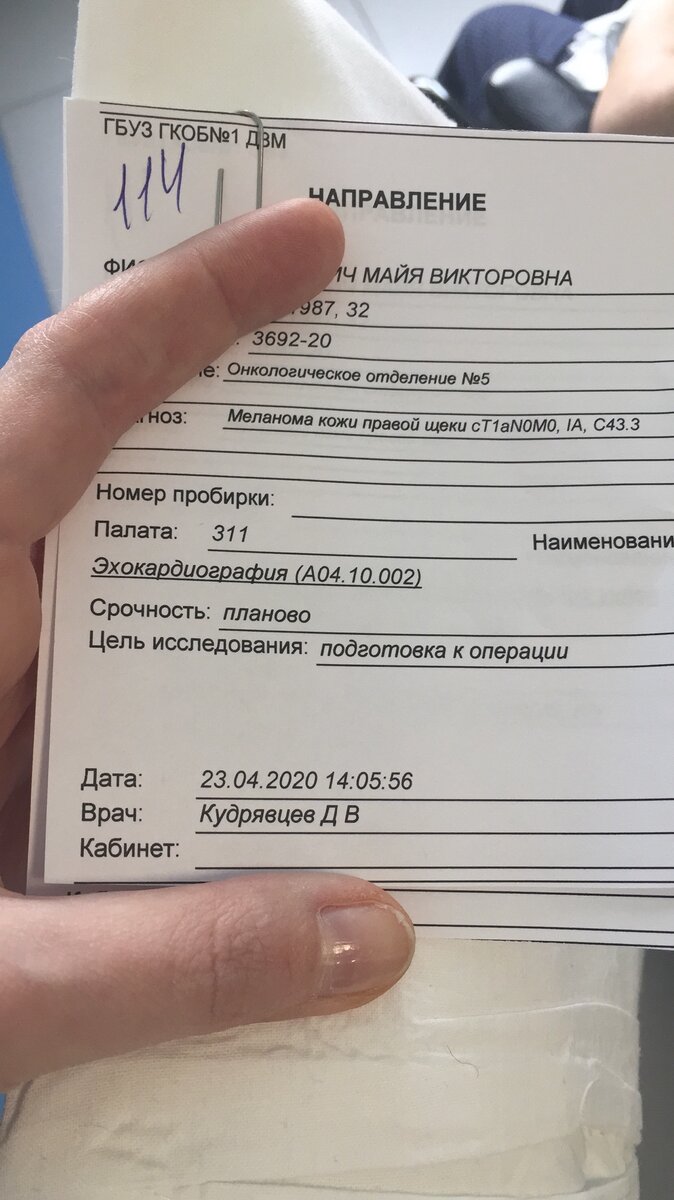 ГБУЗ ГКОБ№1 ДЗМ
114
НАПРАВЛЕНИЕ
МАЙЯ ВИКТОРОВНА
987, 32
3692-20
Онкологическое отделение №5
Меланома кожи правой щеки cT1aN0M0, IA, C43.3
Номер пробирки:
Палата: 311 Наименовани
Эхокардиография (A04.10.002)
Срочность: планово
Цель исследования: подготовка к операции
Дата: 23.04.2020 14:05:56
Врач: Кудрявцев Д В
Кабинет: